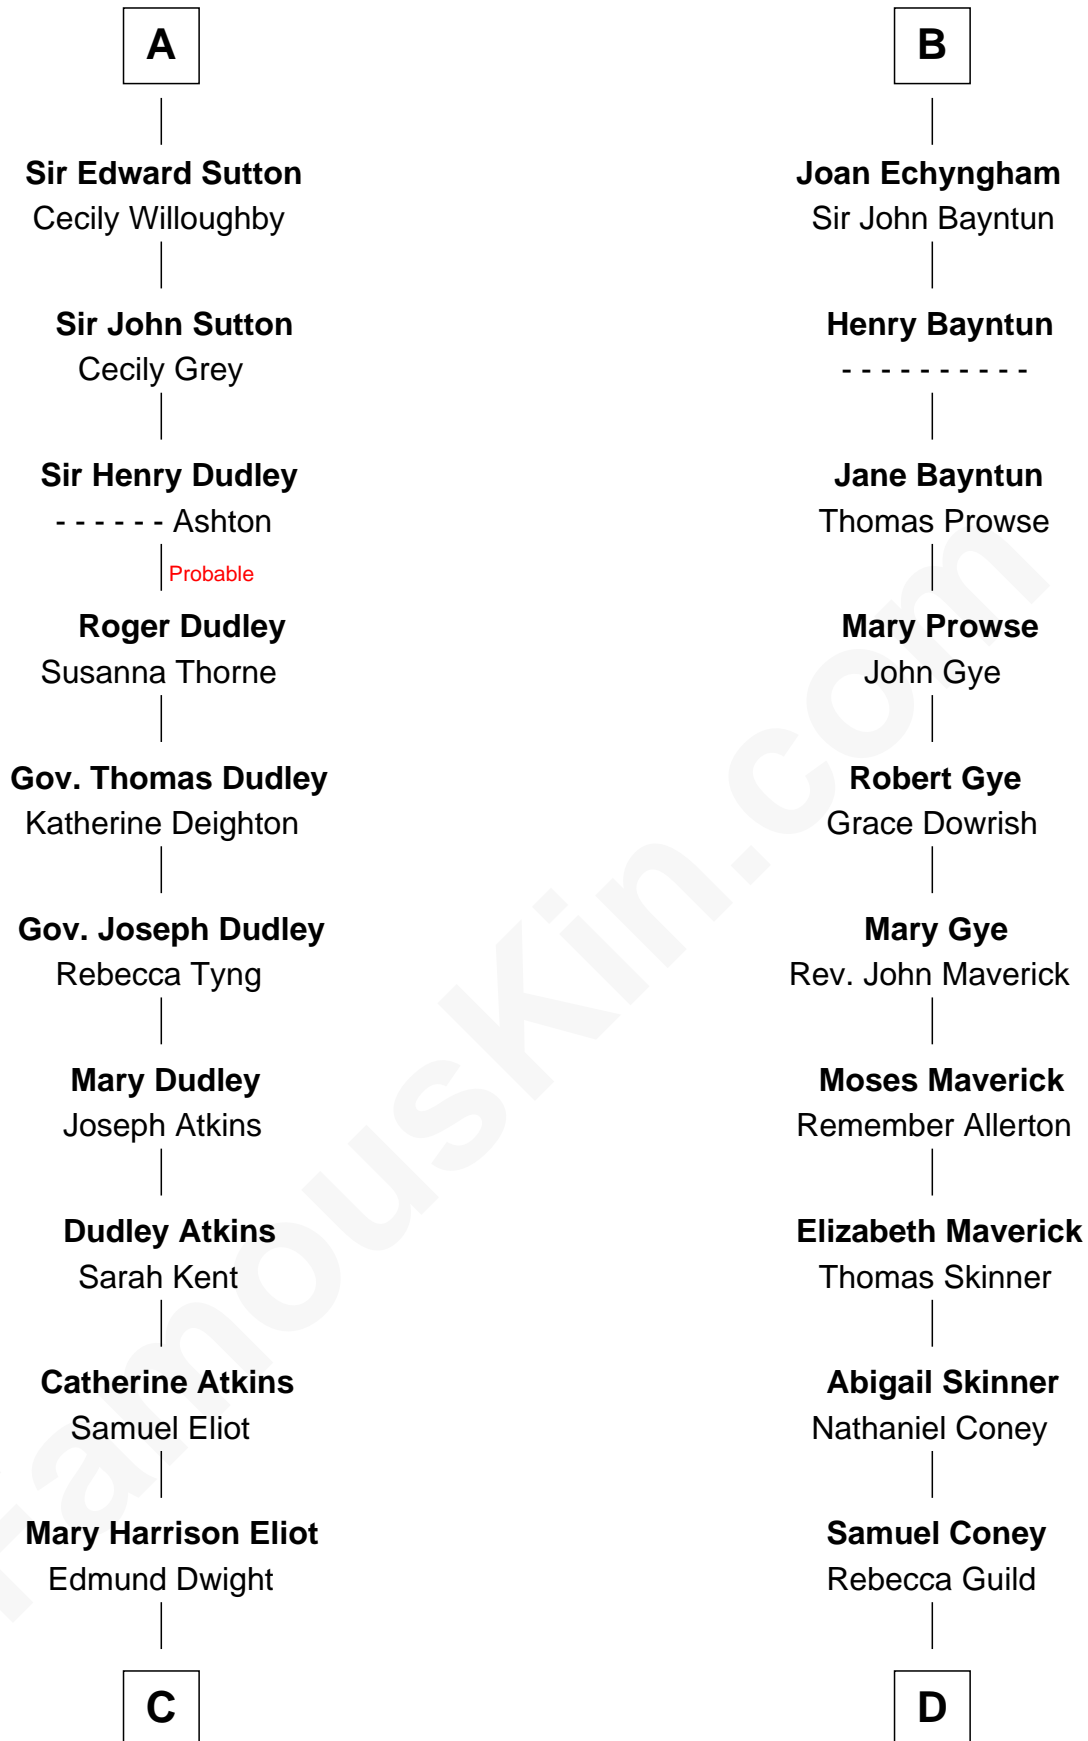 A
Sir Edward Sutton
Cecily Willoughby
Sir John Sutton
Cecily Grey
Sir Henry Dudley
- - - - - - Ashton
Probable
Roger Dudley
Susanna Thorne
Gov. Thomas Dudley
Katherine Deighton
Gov. Joseph Dudley
Rebecca Tyng
Mary Dudley
Joseph Atkins
Dudley Atkins
Sarah Kent
Catherine Atkins
Samuel Eliot
Mary Harrison Eliot
Edmund Dwight
C
B
Joan Echyngham
Sir John Bayntun
Henry Bayntun
- - - - - - - - - -
Jane Bayntun
Thomas Prowse
Mary Prowse
John Gye
Robert Gye
Grace Dowrish
Mary Gye
Rev. John Maverick
Moses Maverick
Remember Allerton
Elizabeth Maverick
Thomas Skinner
Abigail Skinner
Nathaniel Coney
Samuel Coney
Rebecca Guild
D
FamousKin.com